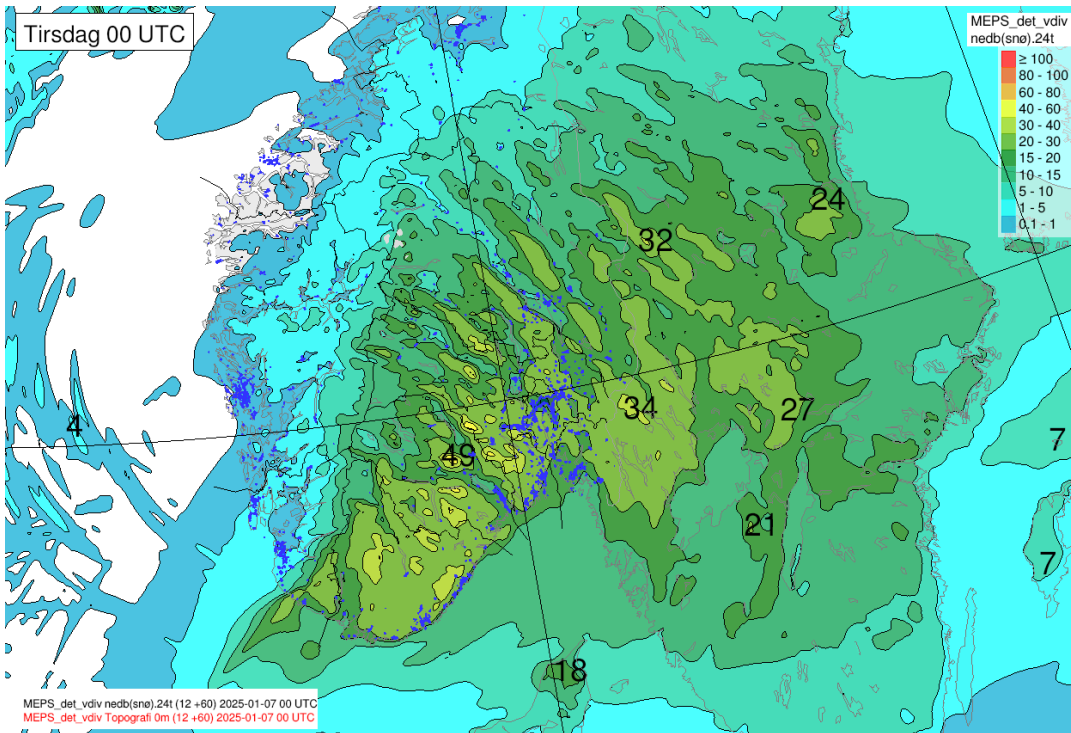 Tirsdag 00 UTC
MEPS_det_vdiv
nedb(snø).24t
≥ 100
80 - 100
60 - 80
40 - 60
30 - 40
20 - 30
15 - 20
10 - 15
5 - 10
1 - 5
0.1 - 1
24
32
34
27
4
49
7
21
7
18
MEPS_det_vdiv nedb(snø).24t (12 +60) 2025-01-07 00 UTC
MEPS_det_vdiv Topografi 0m (12 +60) 2025-01-07 00 UTC